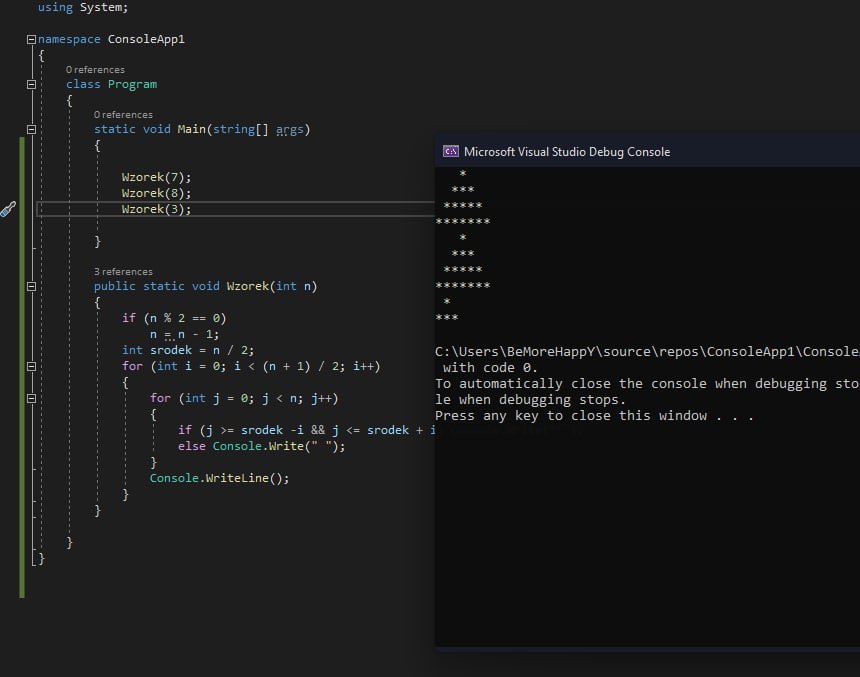 using System;
namespace ConsoleApp1
{
0 references
class Program
{
0 references
static void Main(string[] args)
{
Wzorek(7);
Wzorek(8);
Wzorek(3);
}
3 references
public static void Wzorek(int n)
{
if (n % 2 == 0)
n = n - 1;
int srodek = n / 2;
for (int i = 0; i < (n + 1) / 2; i++)
{
for (int j = 0; j < n; j++)
{
if (j >= srodek -i && j <= srodek + i
else Console.Write(" ");
}
Console.WriteLine();
}
}
}
}
Microsoft Visual Studio Debug Console
*
***
*****
*******
*
***
*****
*******
*
***
C:\Users\BeMoreHappY\source\repos\ConsoleApp1\Console
with code 0.
To automatically close the console when debugging sto
le when debugging stops.
Press any key to close this window . . .